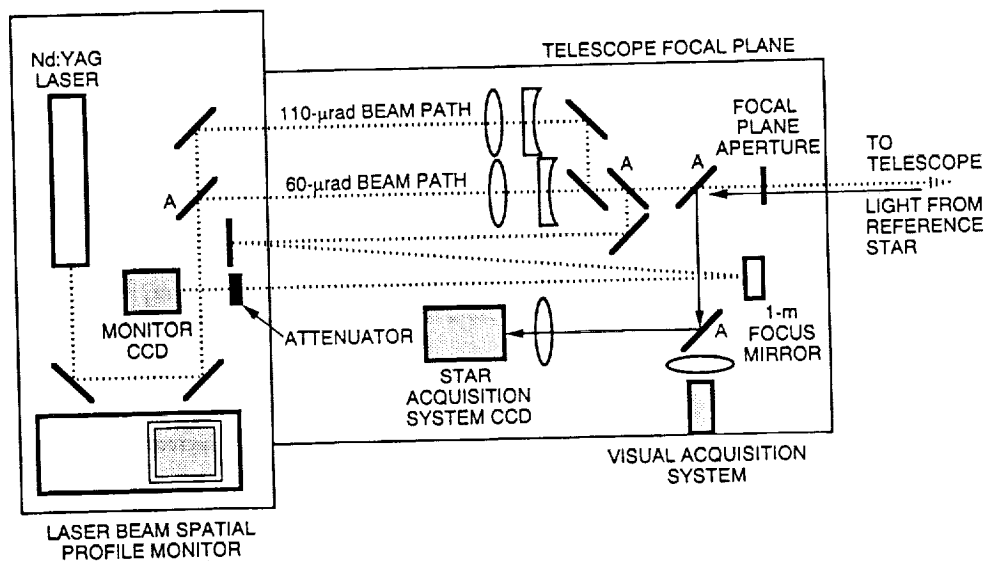 Nd:YAG
LASER
TELESCOPE FOCAL PLANE
110-μrad BEAM PATH
FOCAL
PLANE
APERTURE
A
A
TO
TELESCOPE
A
60-μrad BEAM PATH
LIGHT FROM
REFERENCE
STAR
MONITOR
CCD
ATTENUATOR
A
1-m
FOCUS
MIRROR
STAR
ACQUISITION
SYSTEM CCD
VISUAL ACQUISITION
SYSTEM
LASER BEAM SPATIAL
PROFILE MONITOR